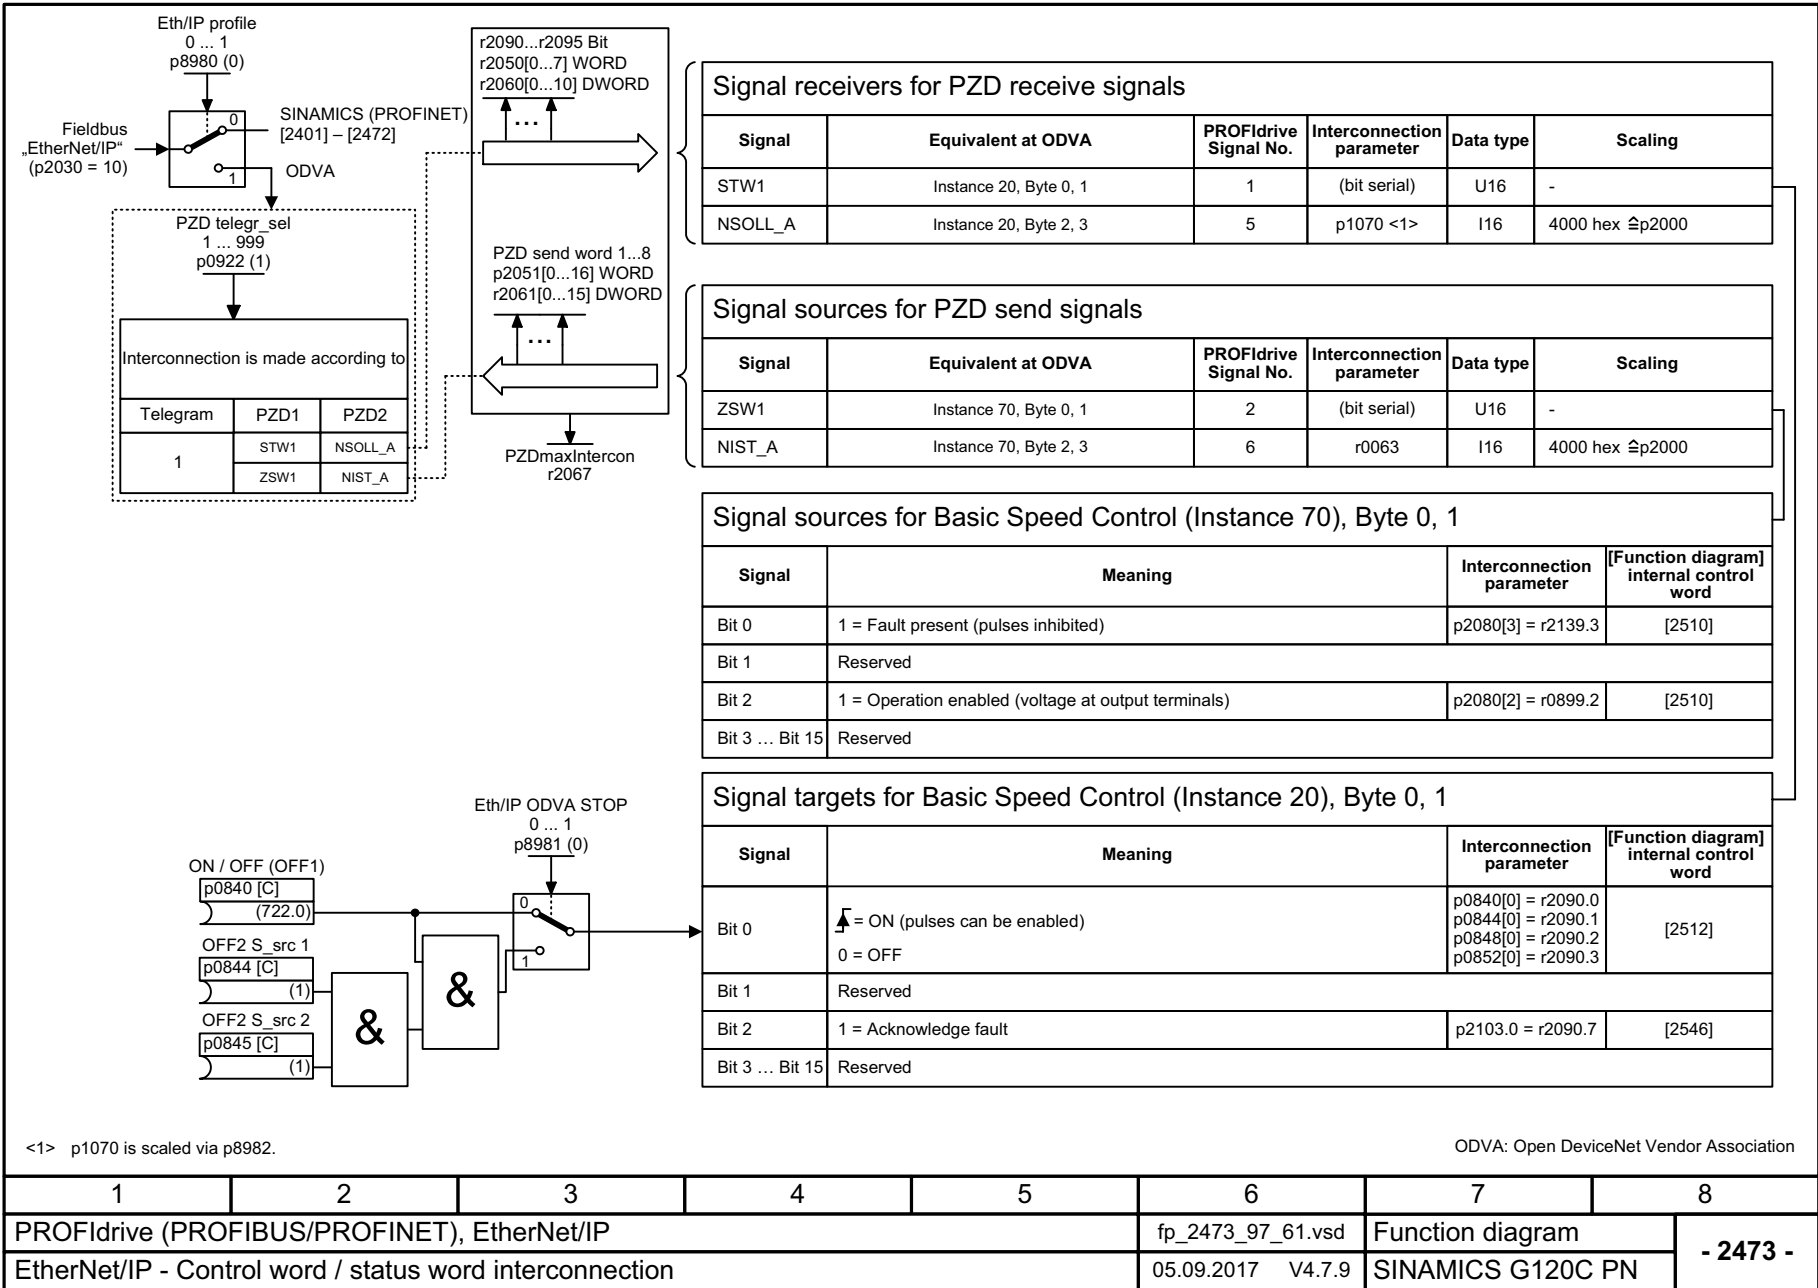 Eth/IP profile
0 ... 1
p8980 (0)
Fieldbus
„EtherNet/IP“
(p2030 = 10)
0
1
SINAMICS (PROFINET)
[2401] – [2472]
ODVA
PZD telegr_sel
1 ... 999
p0922 (1)
Interconnection is made according to
Telegram PZD1 PZD2
1 STW1 NSOLL_A
ZSW1 NIST_A
r2090...r2095 Bit
r2050[0...7] WORD
r2060[0...10] DWORD
...
PZD send word 1...8
p2051[0...16] WORD
r2061[0...15] DWORD
...
PZDmaxIntercon
r2067
Signal receivers for PZD receive signals
Signal Equivalent at ODVA PROFIdrive Signal No. Interconnection parameter Data type Scaling
STW1 Instance 20, Byte 0, 1 1 (bit serial) U16 -
NSOLL_A Instance 20, Byte 2, 3 5 p1070 <1> I16 4000 hex ≙p2000
Signal sources for PZD send signals
Signal Equivalent at ODVA PROFIdrive Signal No. Interconnection parameter Data type Scaling
ZSW1 Instance 70, Byte 0, 1 2 (bit serial) U16 -
NIST_A Instance 70, Byte 2, 3 6 r0063 I16 4000 hex ≙p2000
Signal sources for Basic Speed Control (Instance 70), Byte 0, 1
Signal Meaning Interconnection parameter [Function diagram] internal control word
Bit 0 1 = Fault present (pulses inhibited) p2080[3] = r2139.3 [2510]
Bit 1 Reserved
Bit 2 1 = Operation enabled (voltage at output terminals) p2080[2] = r0899.2 [2510]
Bit 3 … Bit 15 Reserved
Signal targets for Basic Speed Control (Instance 20), Byte 0, 1
Signal Meaning Interconnection parameter [Function diagram] internal control word
Bit 0 = ON (pulses can be enabled)
0 = OFF
p0840[0] = r2090.0
p0844[0] = r2090.1
p0848[0] = r2090.2
p0852[0] = r2090.3
[2512]
Bit 1 Reserved
Bit 2 1 = Acknowledge fault p2103.0 = r2090.7 [2546]
Bit 3 … Bit 15 Reserved
Eth/IP ODVA STOP
0 ... 1
p8981 (0)
0
1
ON / OFF (OFF1)
p0840 [C]
(722.0)
OFF2 S_src 1
p0844 [C]
(1)
OFF2 S_src 2
p0845 [C]
(1)
&
&
<1> p1070 is scaled via p8982.
ODVA: Open DeviceNet Vendor Association
1 2 3 4 5 6 7 8
PROFIdrive (PROFIBUS/PROFINET), EtherNet/IP fp_2473_97_61.vsd Function diagram
EtherNet/IP - Control word / status word interconnection 05.09.2017 V4.7.9 SINAMICS G120C PN
- 2473 -